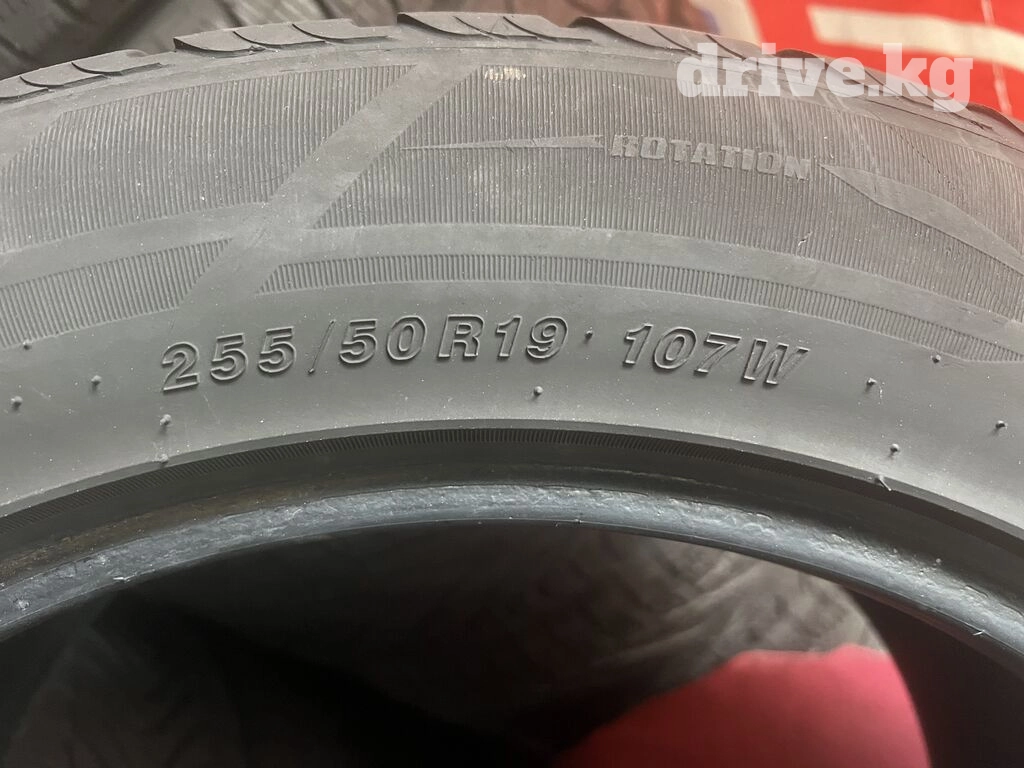 drive.kg
ROTATION
255/50R19 107W